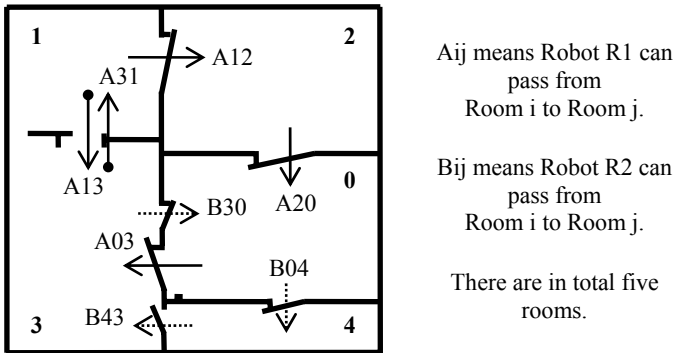 1
2
A12
A31
A13
0
A20
B30
A03
B04
B43
3
4
Aij means Robot R1 can
pass from
Room i to Room j.
Bij means Robot R2 can
pass from
Room i to Room j.
There are in total five
rooms.